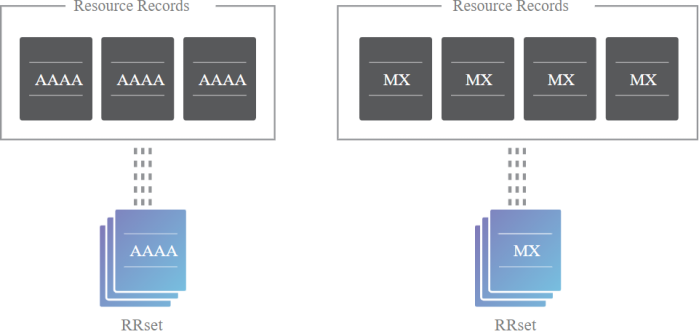 Resource Records
AAAA AAAA AAAA
AAAA
RRset
Resource Records
MX MX MX MX
MX
RRset